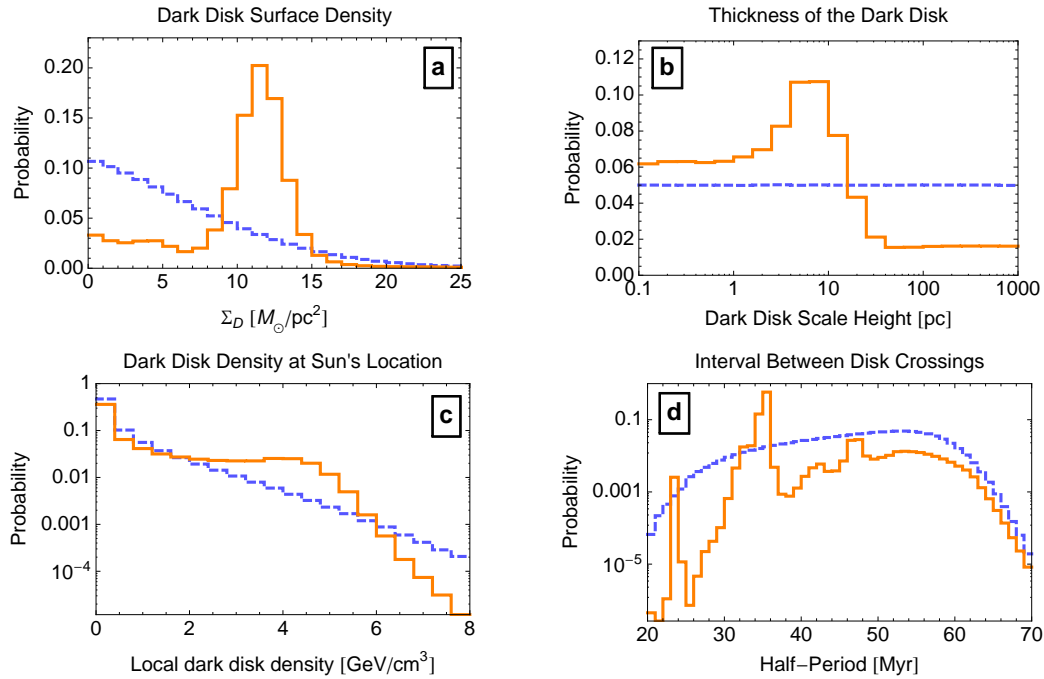 Dark Disk Surface Density
a
0.20
0.15
0.10
0.05
0.00
Probability
0 5 10 15 20 25
Σ_D [M_⊙/pc²]
Thickness of the Dark Disk
b
0.12
0.10
0.08
0.06
0.04
0.02
0.00
Probability
0.1 1 10 100 1000
Dark Disk Scale Height [pc]
Dark Disk Density at Sun's Location
c
1
0.1
0.01
0.001
10⁻⁴
Probability
0 2 4 6 8
Local dark disk density [GeV/cm³]
Interval Between Disk Crossings
d
0.1
0.001
10⁻⁵
Probability
20 30 40 50 60 70
Half−Period [Myr]